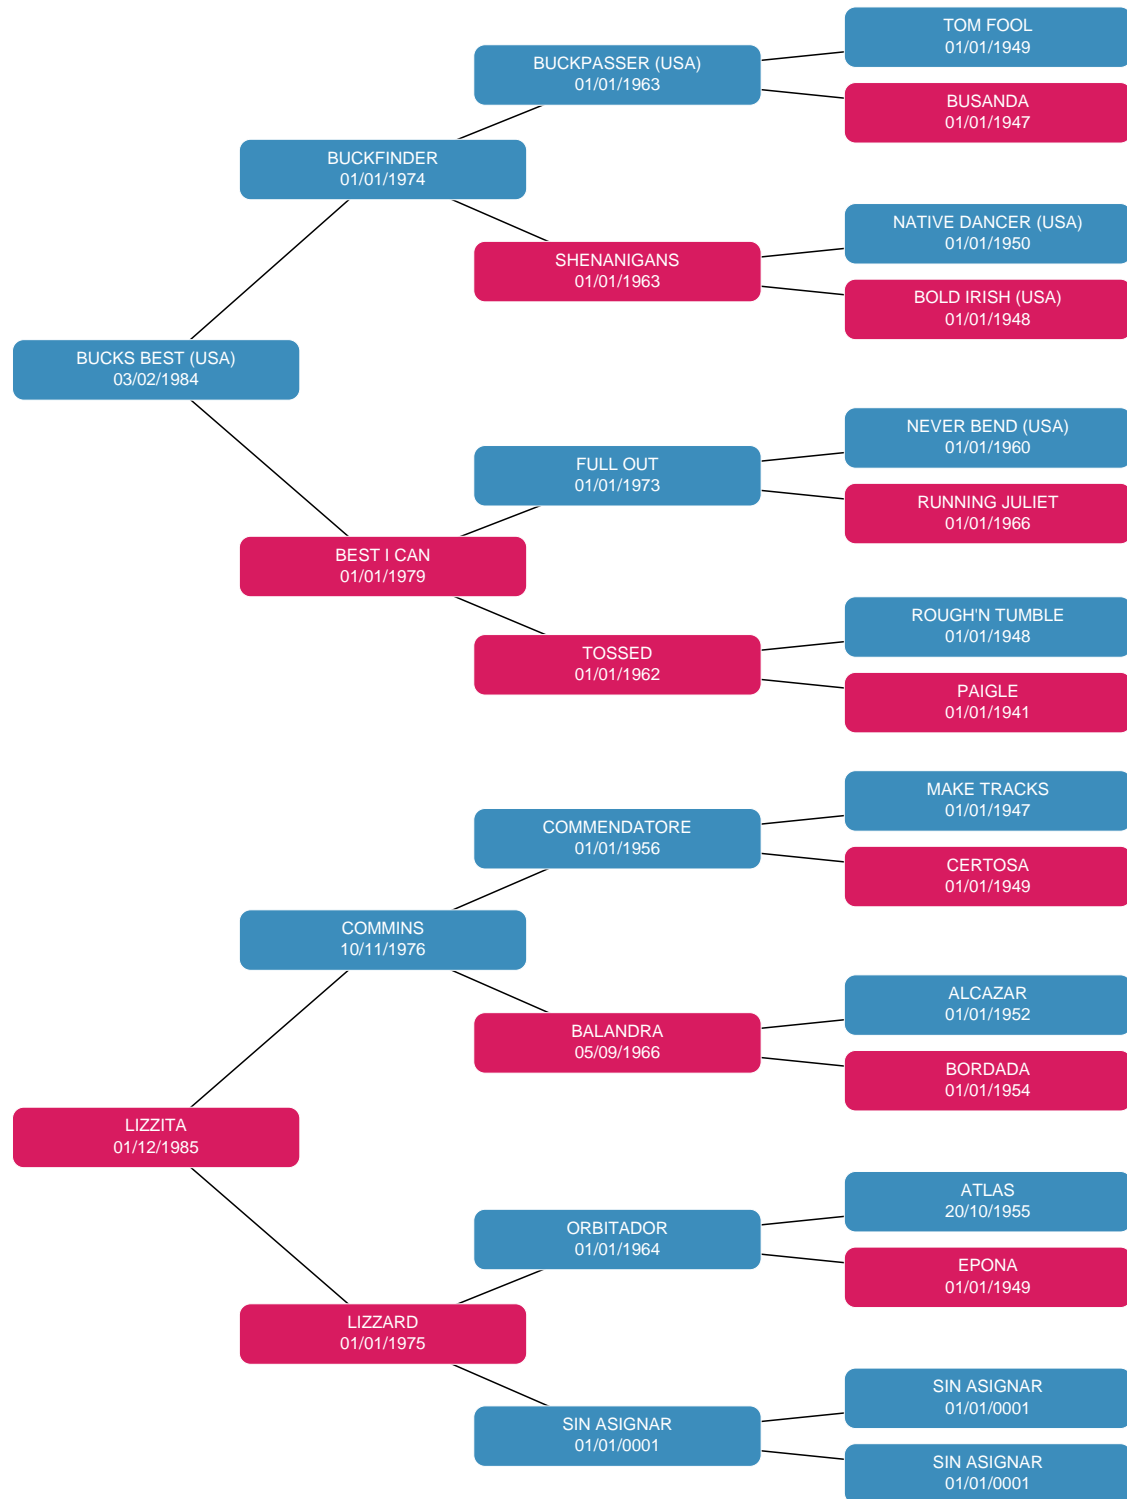 TOM FOOL
01/01/1949
BUCKPASSER (USA)
01/01/1963
BUSANDA
01/01/1947
BUCKFINDER
01/01/1974
NATIVE DANCER (USA)
01/01/1950
SHENANIGANS
01/01/1963
BOLD IRISH (USA)
01/01/1948
BUCKS BEST (USA)
03/02/1984
NEVER BEND (USA)
01/01/1960
FULL OUT
01/01/1973
RUNNING JULIET
01/01/1966
BEST I CAN
01/01/1979
ROUGH'N TUMBLE
01/01/1948
TOSSED
01/01/1962
PAIGLE
01/01/1941
MAKE TRACKS
01/01/1947
COMMENDATORE
01/01/1956
CERTOSA
01/01/1949
COMMINS
10/11/1976
ALCAZAR
01/01/1952
BALANDRA
05/09/1966
BORDADA
01/01/1954
LIZZITA
01/12/1985
ATLAS
20/10/1955
ORBITADOR
01/01/1964
EPONA
01/01/1949
LIZZARD
01/01/1975
SIN ASIGNAR
01/01/0001
SIN ASIGNAR
01/01/0001
SIN ASIGNAR
01/01/0001